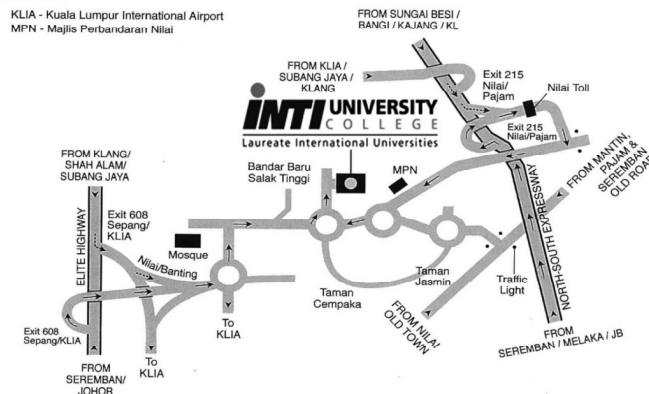 KLIA - Kuala Lumpur International Airport
MPN - Majlis Perbandaran Nilai
FROM SUNGAI BESI /
BANGI / KAJANG / KL
FROM KLIA /
SUBANG JAYA /
KLANG
Exit 215
Nilai/
Pajam
Nilai Toll
Exit 215
Nilai/Pajam
INTI UNIVERSITY
COLLEGE
Laureate International Universities
FROM MANTIN,
PAJAM &
SEREMBAN
OLD ROAD
FROM KLANG/
SHAH ALAM/
SUBANG JAYA
Bandar Baru
Salak Tinggi
MPN
ELITE HIGHWAY
Exit 608
Sepang/
KLIA
Mosque
Nilai/Banting
NORTH-SOUTH EXPRESSWAY
Taman
Cempaka
Taman
Jasmin
Traffic
Light
Exit 608
Sepang/KLIA
To
KLIA
To
KLIA
FROM NILAI/
OLD TOWN
FROM
SEREMBAN / MELAKA / JB
FROM
SEREMBAN/
JOHOR